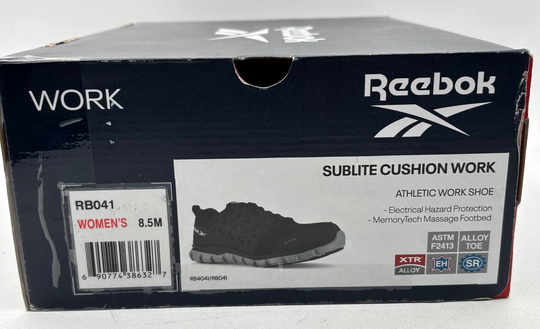 Reebok
WORK
Reebok
SUBLITE CUSHION WORK
ATHLETIC WORK SHOE
- Electrical Hazard Protection
- MemoryTech Massage Footbed
RB041
WOMEN'S 8.5M
6 90774 38632 7
RB4041/RB041
ASTM F2413
ALLOY TOE
XTR ALLOY
EH
SR